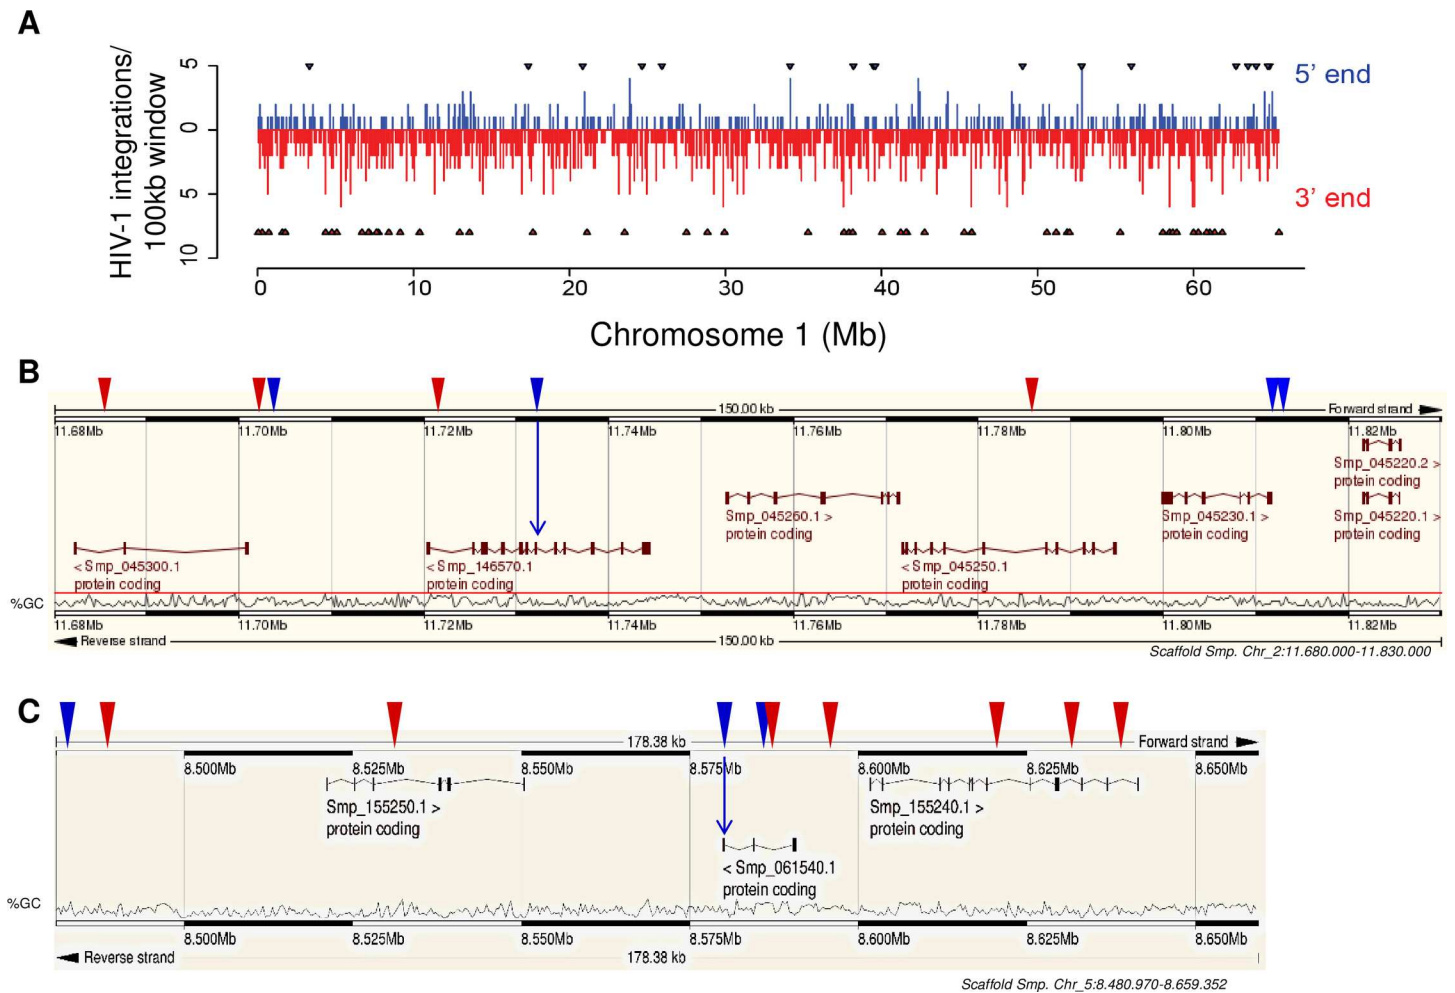 A
HIV-1 integrations/
100kb window
5
0
5
10
5' end
3' end
0 10 20 30 40 50 60
Chromosome 1 (Mb)
B
150.00 kb Forward strand
11.68Mb 11.70Mb 11.72Mb 11.74Mb 11.76Mb 11.78Mb 11.80Mb 11.82Mb
Smp_045220.2 >
protein coding
Smp_045260.1 >
protein coding
Smp_045230.1 >
protein coding
Smp_045220.1 >
protein coding
< Smp_045300.1
protein coding
< Smp_146570.1
protein coding
< Smp_045250.1
protein coding
%GC
11.68Mb 11.70Mb 11.72Mb 11.74Mb 11.76Mb 11.78Mb 11.80Mb 11.82Mb
Reverse strand 150.00 kb
Scaffold Smp. Chr_2:11.680.000-11.830.000
C
178.38 kb Forward strand
8.500Mb 8.525Mb 8.550Mb 8.575Mb 8.600Mb 8.625Mb 8.650Mb
Smp_155250.1 >
protein coding
Smp_155240.1 >
protein coding
< Smp_061540.1
protein coding
%GC
8.500Mb 8.525Mb 8.550Mb 8.575Mb 8.600Mb 8.625Mb 8.650Mb
Reverse strand 178.38 kb
Scaffold Smp. Chr_5:8.480.970-8.659.352